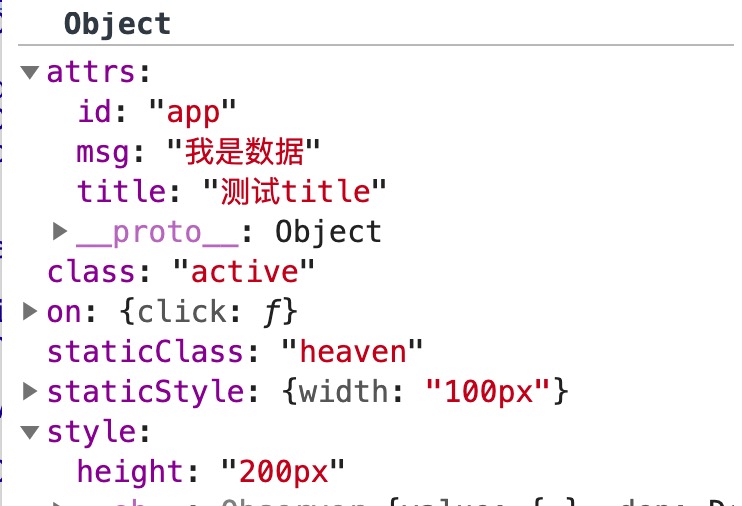 Object
attrs:
id: "app"
msg: "我是数据"
title: "测试title"
__proto__: Object
class: "active"
on: {click: ƒ}
staticClass: "heaven"
staticStyle: {width: "100px"}
style:
height: "200px"